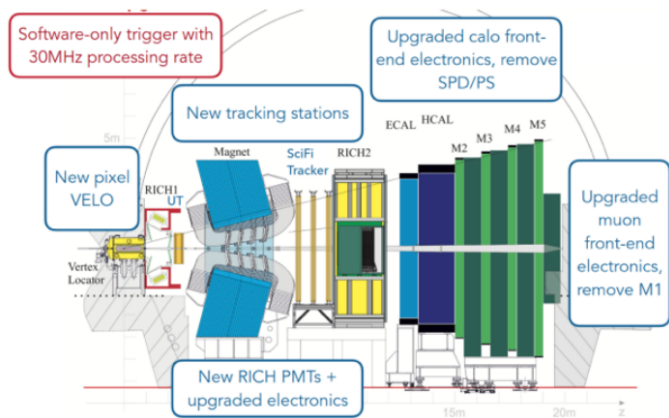 Software-only trigger with
30MHz processing rate
Upgraded calo front-
end electronics, remove
SPD/PS
New tracking stations
5m
ECAL
HCAL
M2
M3
M4
M5
Magnet
SciFi
Tracker
RICH2
New pixel
VELO
RICH1
UT
Vertex
Locator
Upgraded
muon
front-end
electronics,
remove M1
New RICH PMTs +
upgraded electronics
15m
20m
z